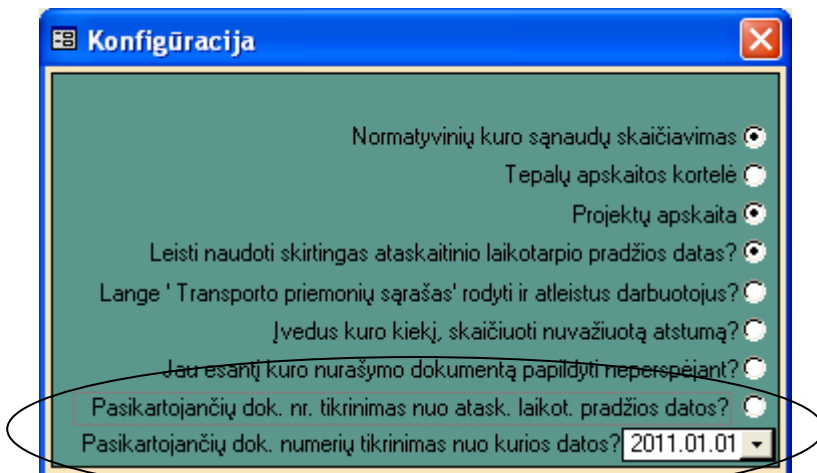 Konfigūracija
Normatyvinių kuro sąnaudų skaičiavimas
Tepalų apskaitos kortelė
Projektų apskaita
Leisti naudoti skirtingas ataskaitinio laikotarpio pradžios datas?
Lange ' Transporto priemonių sąrašas' rodyti ir atleistus darbuotojus?
Įvedus kuro kiekį, skaičiuoti nuvažiuotą atstumą?
Jau esantį kuro nurašymo dokumentą papildyti neperspėjant?
Pasikartojančių dok. nr. tikrinimas nuo atask. laikot. pradžios datos?
Pasikartojančių dok. numerių tikrinimas nuo kurios datos? 2011.01.01